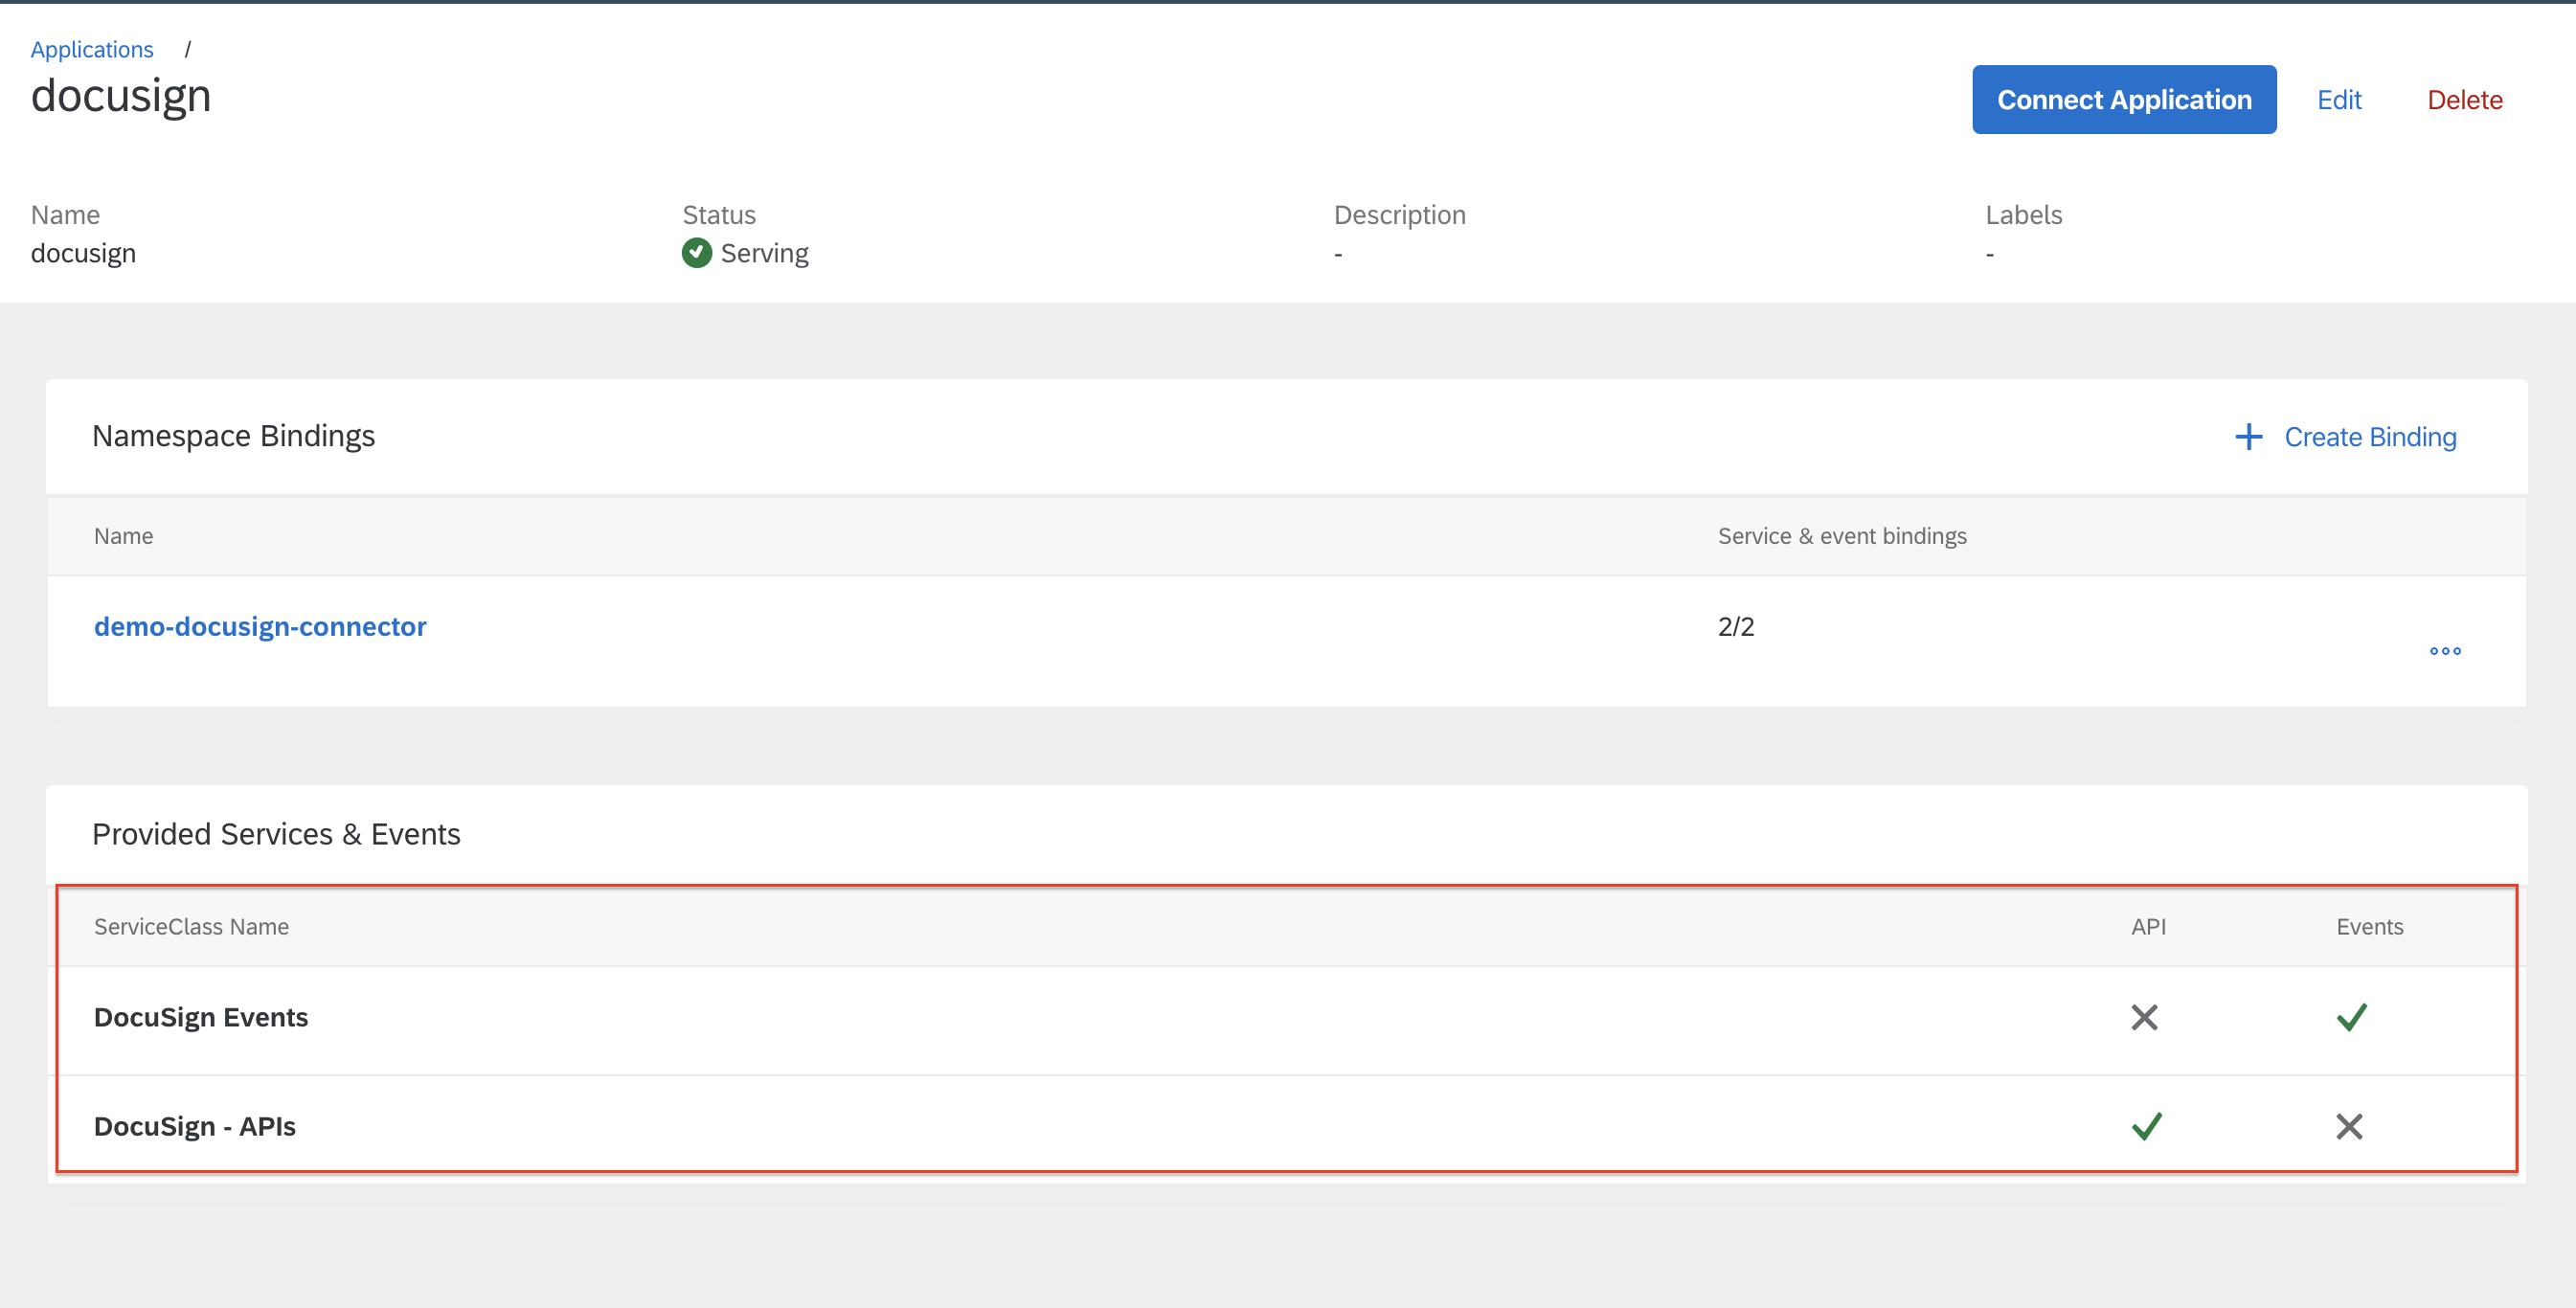 Applications /
docusign
Connect Application Edit Delete
Name Status Description Labels
docusign Serving - -
Namespace Bindings
Create Binding
Name Service & event bindings
demo-docusign-connector 2/2
Provided Services & Events
ServiceClass Name API Events
DocuSign Events
DocuSign - APIs